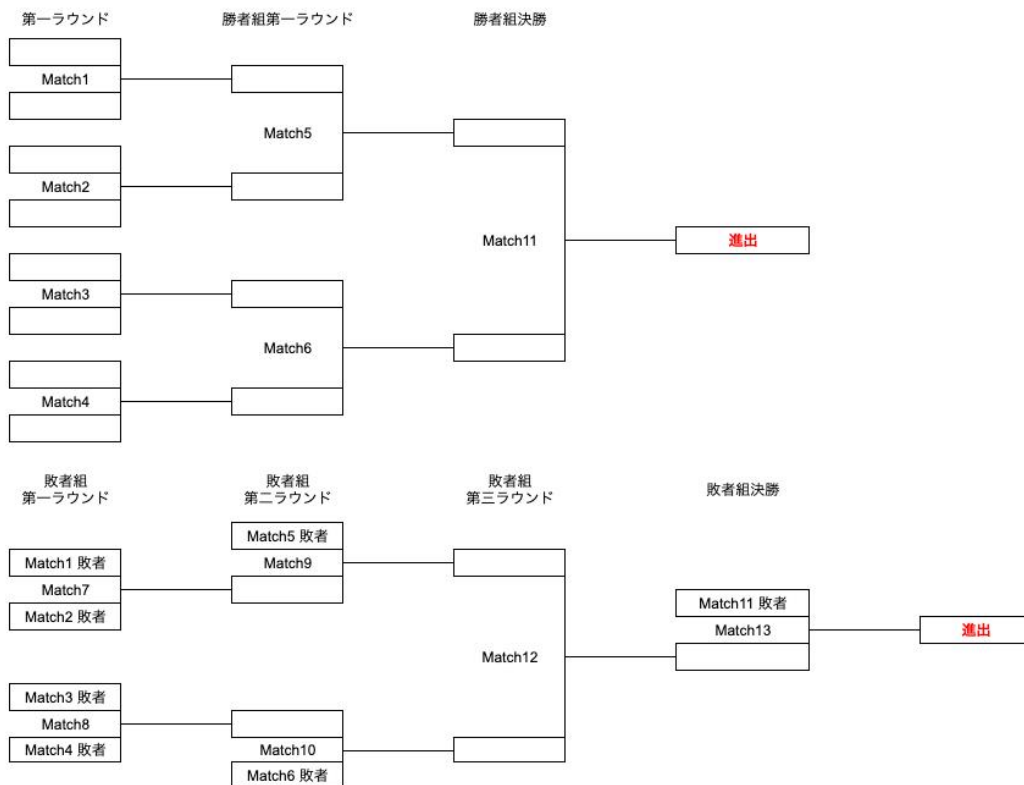 第一ラウンド
勝者組第一ラウンド
勝者組決勝
Match1
Match5
Match2
Match11
進出
Match3
Match6
Match4
敗者組
第一ラウンド
敗者組
第二ラウンド
敗者組
第三ラウンド
敗者組決勝
Match5 敗者
Match1 敗者
Match9
Match7
Match2 敗者
Match11 敗者
Match13
進出
Match12
Match3 敗者
Match8
Match4 敗者
Match10
Match6 敗者